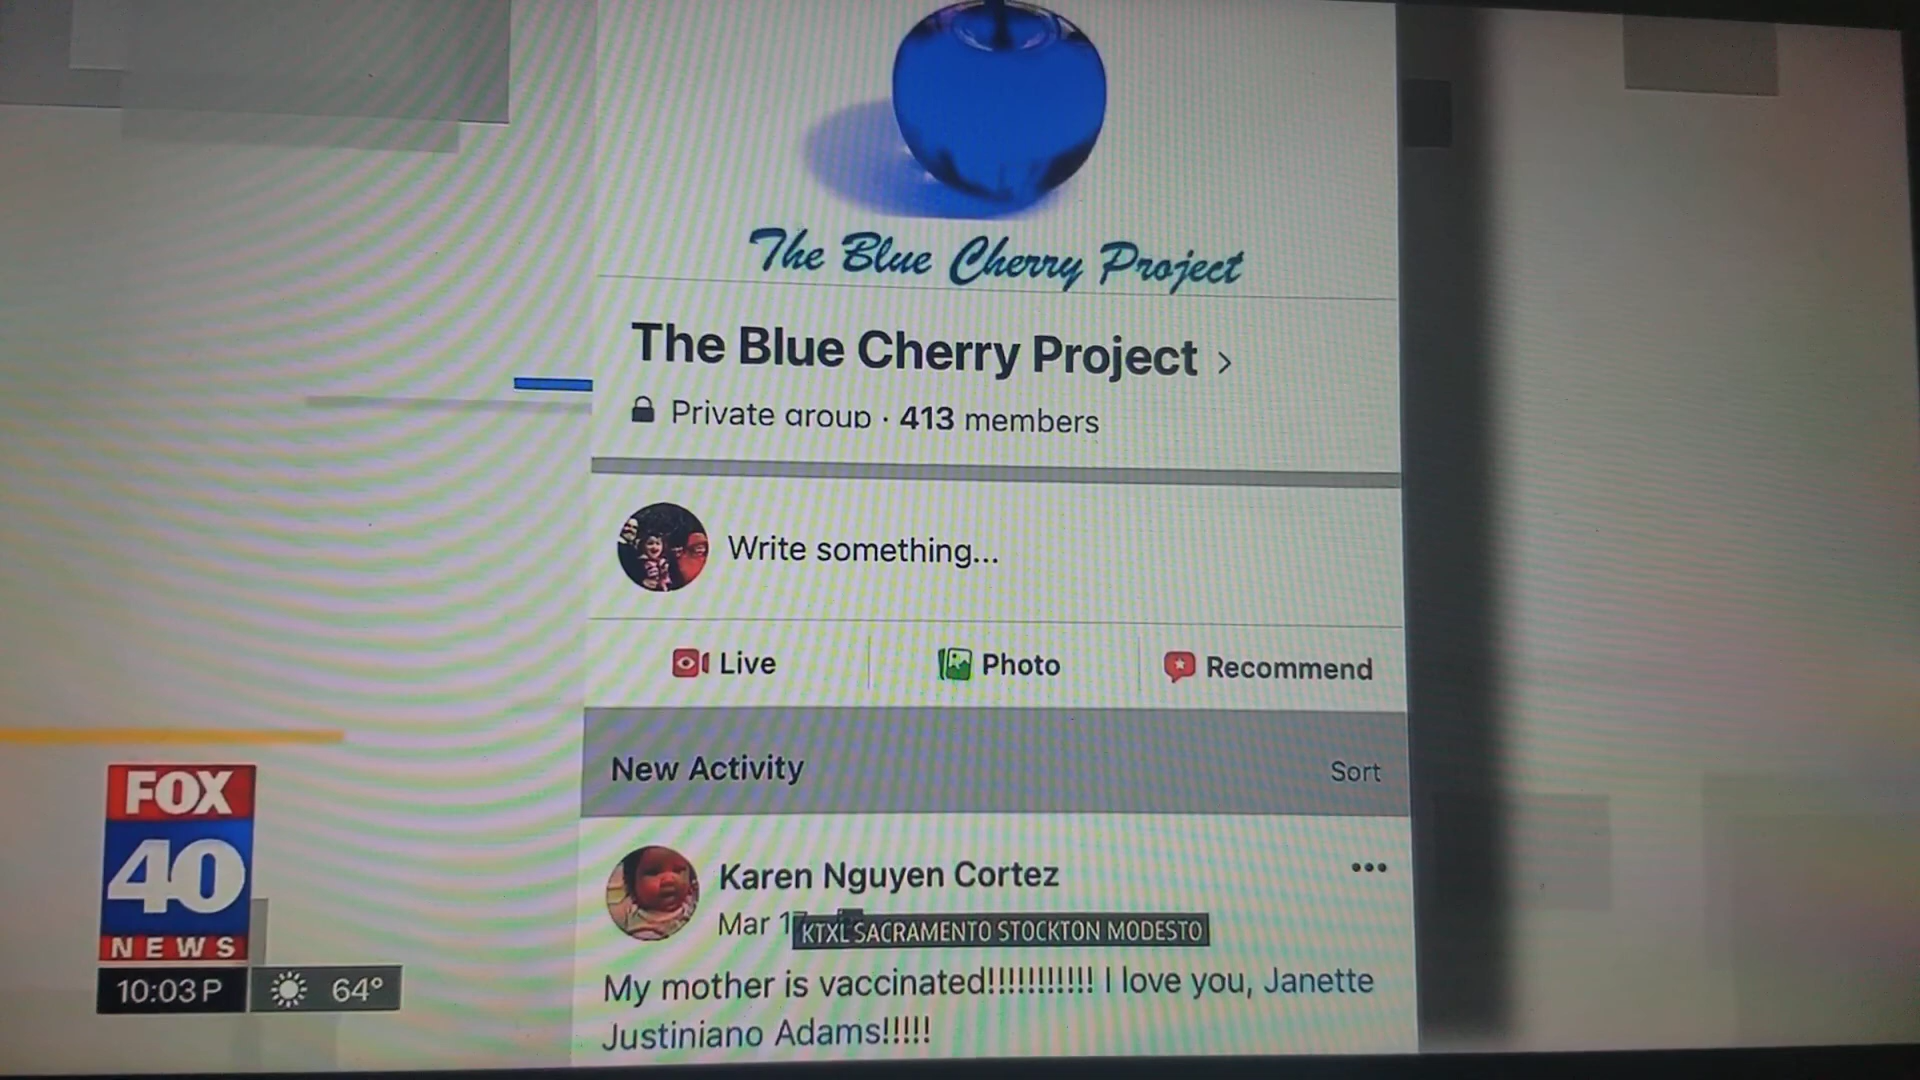 The Blue Cherry Project
The Blue Cherry Project >
Private group · 413 members
Write something...
Live
Photo
Recommend
New Activity
Sort
Karen Nguyen Cortez
Mar 17
KTXL SACRAMENTO STOCKTON MODESTO
My mother is vaccinated!!!!!!!!!!! I love you, Janette
Justiniano Adams!!!!!
FOX
40
NEWS
10:03 P
64°